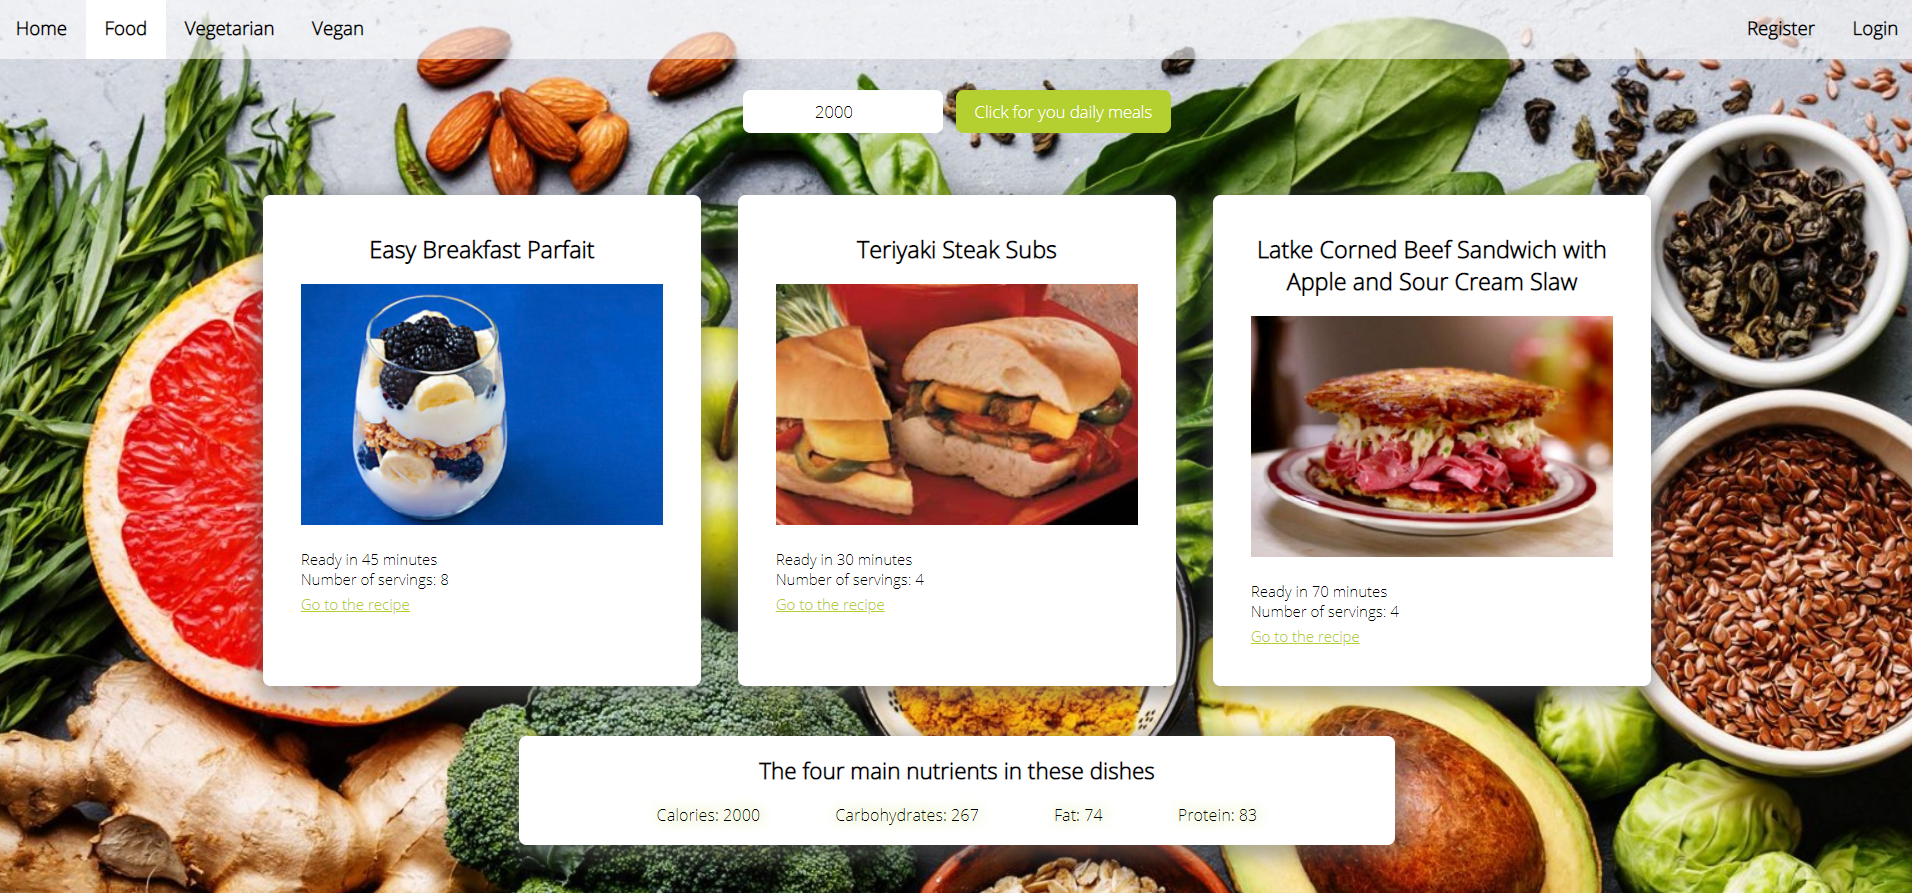 Home Food Vegetarian Vegan Register Login
2000 Click for you daily meals
Easy Breakfast Parfait
Ready in 45 minutes
Number of servings: 8
Go to the recipe
Teriyaki Steak Subs
Ready in 30 minutes
Number of servings: 4
Go to the recipe
Latke Corned Beef Sandwich with
Apple and Sour Cream Slaw
Ready in 70 minutes
Number of servings: 4
Go to the recipe
The four main nutrients in these dishes
Calories: 2000 Carbohydrates: 267 Fat: 74 Protein: 83